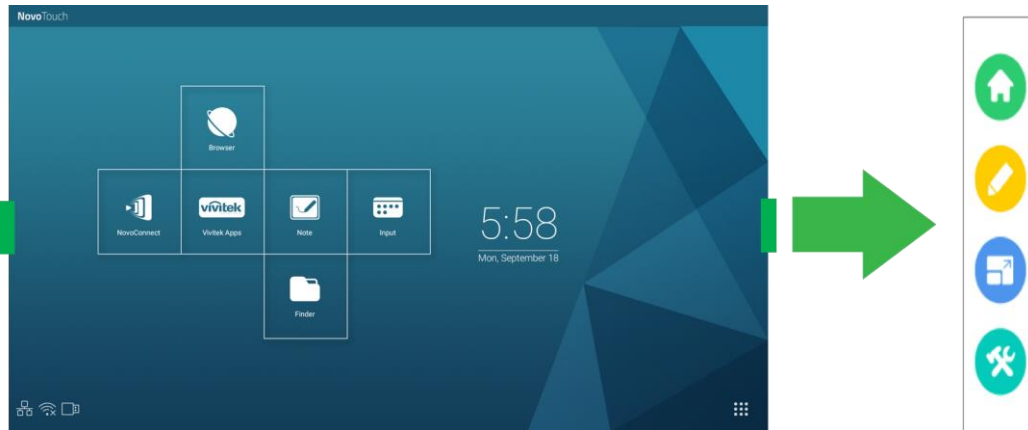 NovoTouch
Browser
NovoConnect
vivitek
Vivitek Apps
Note
Input
Finder
5:58
Mon, September 18